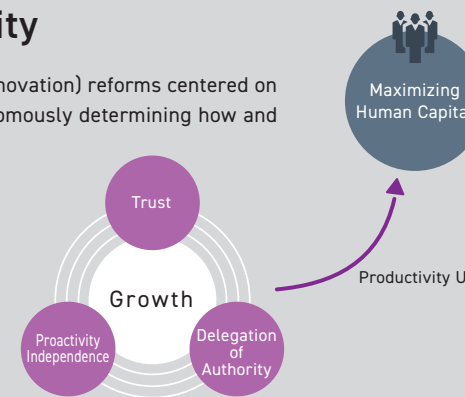 ity
novation) reforms centered on
omously determining how and
Maximizing
Human Capita
Trust
Growth
Proactivity
Independence
Delegation
of
Authority
Productivity U